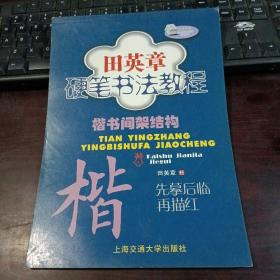 田英章
硬笔书法教程
楷书间架结构
TIAN YINGZHANG
YINGBISHUFA JIAOCHENG
Kaishu Jianjia
Jiegui
楷
田英章
先摹后临
再描红
上海交通大学出版社